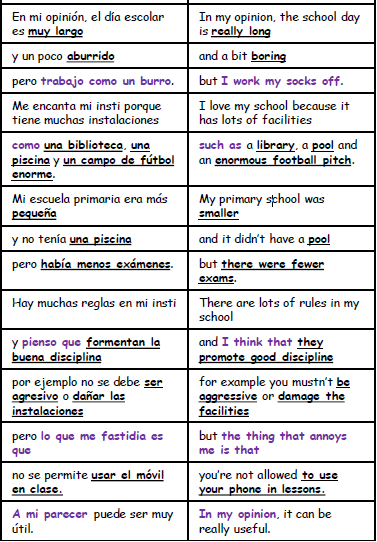 En mi opinión, el día escolar
es muy largo
In my opinion, the school day
is really long
y un poco aburrido
and a bit boring
pero trabajo como un burro.
but I work my socks off.
Me encanta mi insti porque
tiene muchas instalaciones
I love my school because it
has lots of facilities
como una biblioteca, una
piscina y un campo de fútbol
enorme.
such as a library, a pool and
an enormous football pitch.
Mi escuela primaria era más
pequeña
My primary school was
smaller
y no tenía una piscina
and it didn't have a pool
pero había menos exámenes.
but there were fewer
exams.
Hay muchas reglas en mi insti
There are lots of rules in my
school
y pienso que formentan la
buena disciplina
and I think that they
promote good discipline
por ejemplo no se debe ser
agresivo o dañar las
instalaciones
for example you mustn't be
aggressive or damage the
facilities
pero lo que me fastidia es
que
but the thing that annoys
me is that
no se permite usar el móvil
en clase.
you're not allowed to use
your phone in lessons.
A mi parecer puede ser muy
útil.
In my opinion, it can be
really useful.